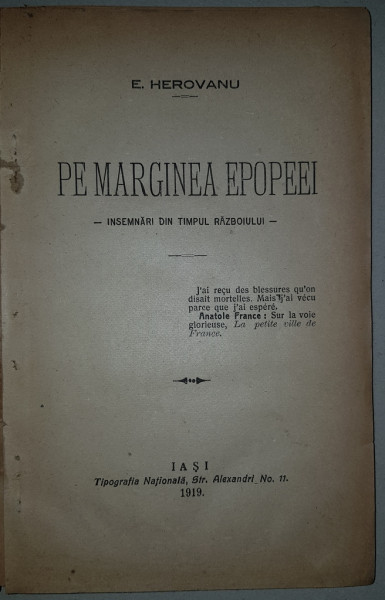 E. HEROVANU
PE MARGINEA EPOPEEI
— INSEMNĂRI DIN TIMPUL RĂZBOIULUI —
J'ai reçu des blessures qu'on
disait mortelles. Mais j'ai vécu
parce que j'ai espéré.
Anatole France: Sur la voie
glorieuse, La petite ville de
France.
IAŞI
Tipografia Naţională, Str. Alexandri No. 11.
1919.